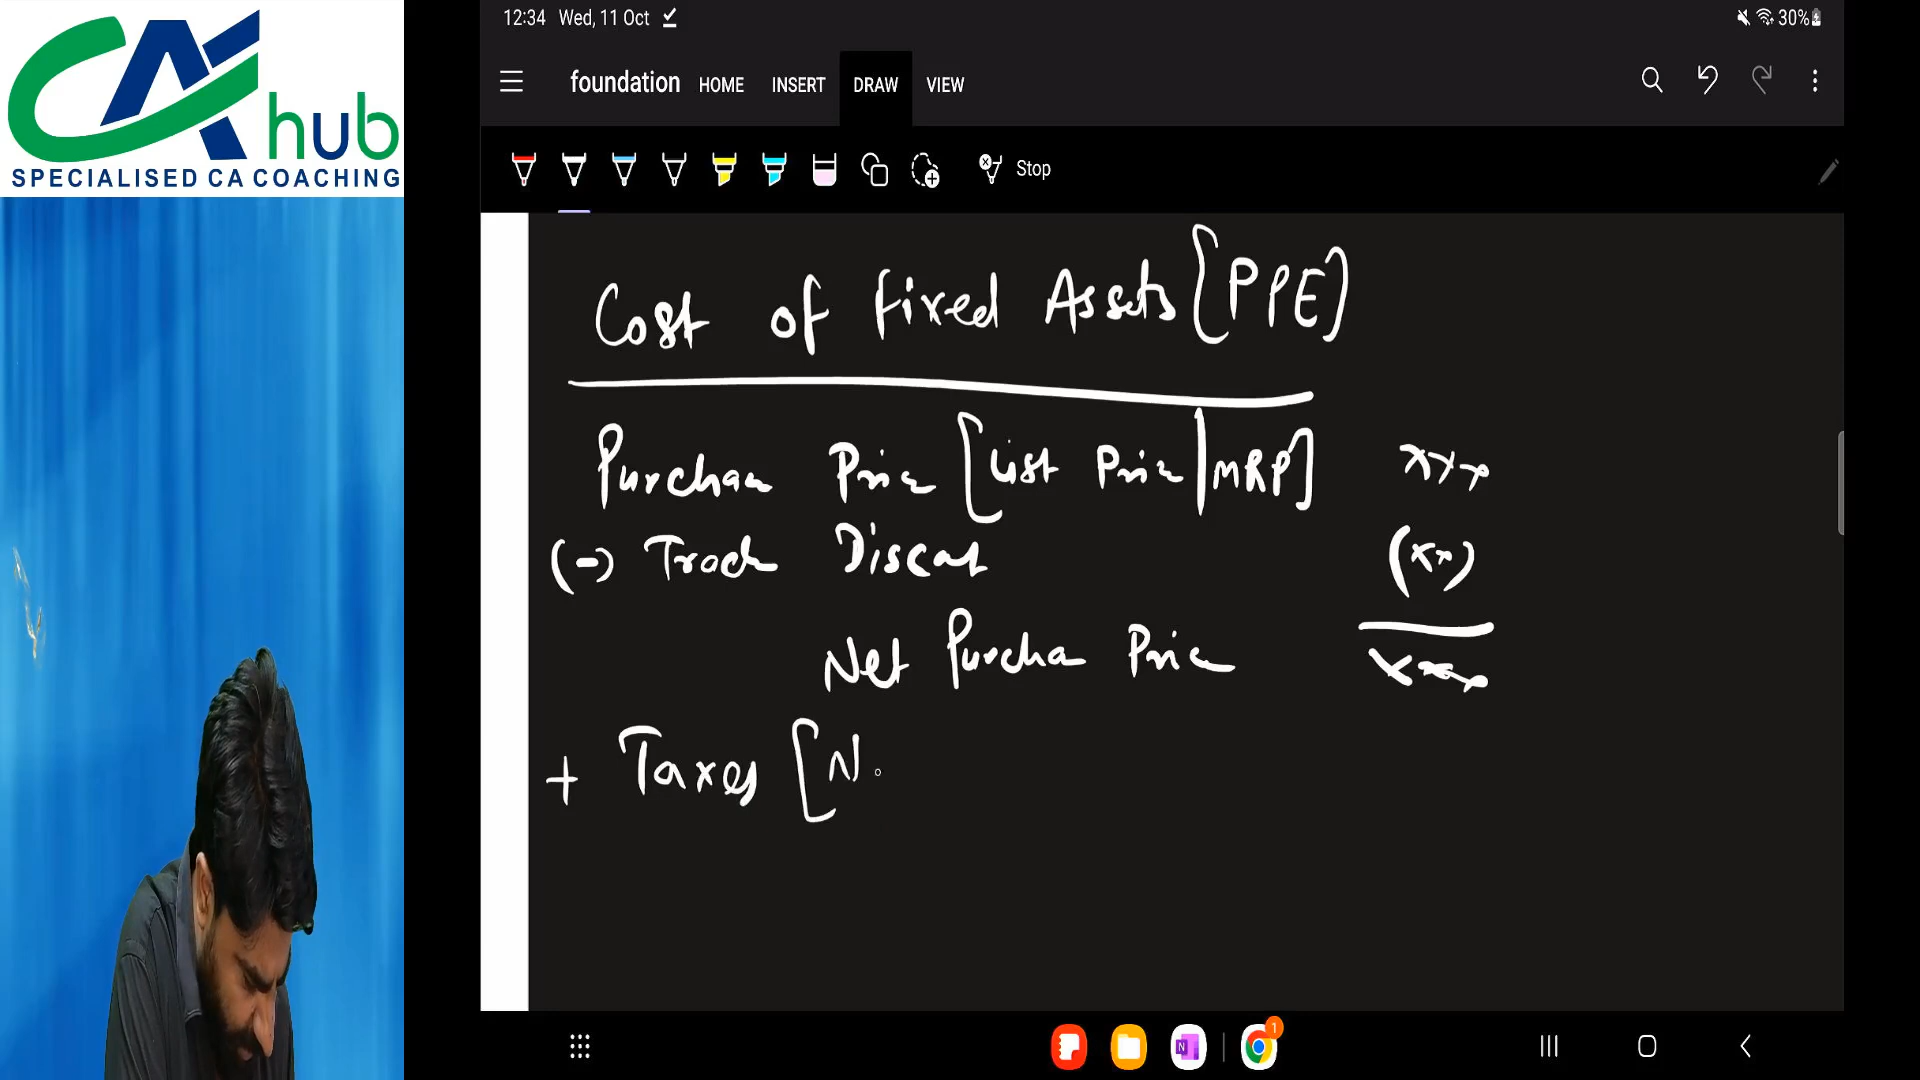 CA hub
SPECIALISED CA COACHING
12:34 Wed, 11 Oct
30%
foundation HOME INSERT DRAW VIEW
Stop
Cost of Fixed Assets [PPE]
Purchase Price [List Price | MRP] xxx
(-) Trade Discount (xx)
Net Purchase Price xxx
+ Taxes [N.
N
1